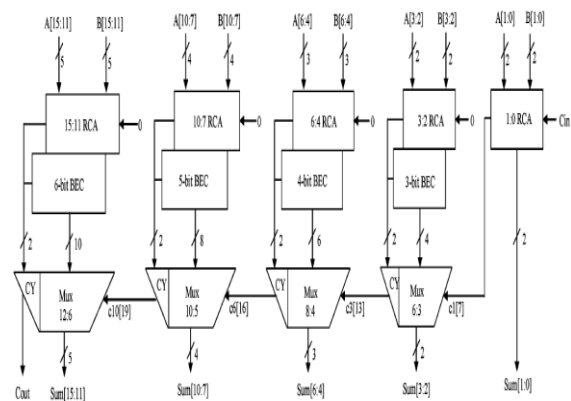 A[15:11] B[15:11] A[10:7] B[10:7] A[6:4] B[6:4] A[3:2] B[3:2] A[1:0] B[1:0]
5 5 4 4 3 3 2 2 2 2
15:11 RCA 0 10:7 RCA 0 6:4 RCA 0 3:2 RCA 0 1:0 RCA Cin
6-bit BEC 5-bit BEC 4-bit BEC 3-bit BEC
2 10 2 8 2 6 2 4 2
CY Mux 12:6 c10[19] CY Mux 10:5 c6[16] CY Mux 8:4 c3[13] CY Mux 6:3 c1[7]
5 4 3 2
Cout Sum[15:11] Sum[10:7] Sum[6:4] Sum[3:2] Sum[1:0]